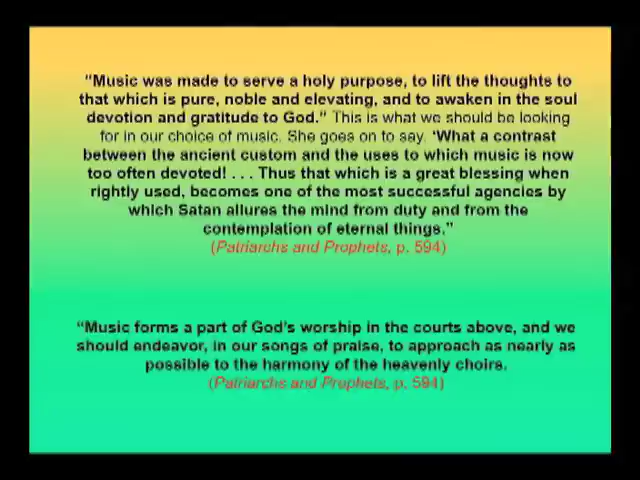 “Music was made to serve a holy purpose, to lift the thoughts to
that which is pure, noble and elevating, and to awaken in the soul
devotion and gratitude to God.” This is what we should be looking
for in our choice of music. She goes on to say, ‘What a contrast
between the ancient custom and the uses to which music is now
too often devoted! . . . Thus that which is a great blessing when
rightly used, becomes one of the most successful agencies by
which Satan allures the mind from duty and from the
contemplation of eternal things.”
(Patriarchs and Prophets, p. 594)
“Music forms a part of God’s worship in the courts above, and we
should endeavor, in our songs of praise, to approach as nearly as
possible to the harmony of the heavenly choirs.
(Patriarchs and Prophets, p. 594)